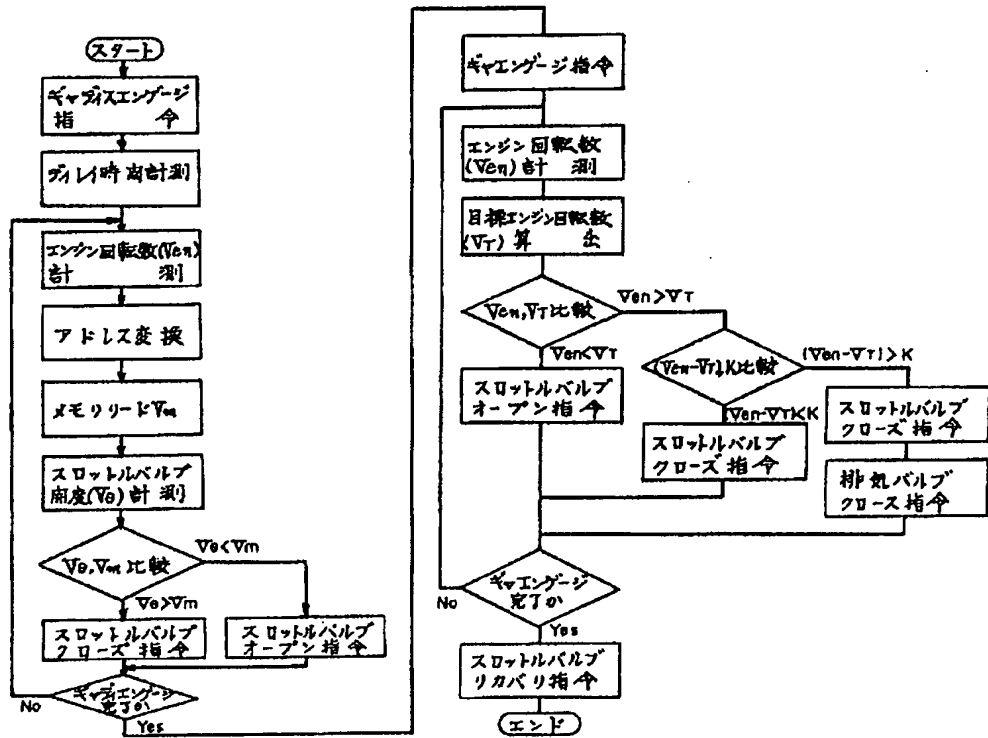 スタート
ギャディスエンゲージ
指 令
ディレイ時間計測
エンジン回転数(Ven)
計 測
アドレス変換
メモリリードVm
スロットルバルブ
開度(Vθ)計測
Vθ,Vm比較
Vθ<Vm
Vθ>Vm
スロットルバルブ
クローズ指令
スロットルバルブ
オープン指令
ギャディエンゲージ
完了か
No
Yes
ギャエンゲージ指令
エンジン回転数
(Ven)計 測
目標エンジン回転数
(VT)算 出
Ven,VT比較
Ven>VT
Ven<VT
スロットルバルブ
オープン指令
(Ven-VT),K比較
(Ven-VT)>K
(Ven-VT)<K
スロットルバルブ
クローズ指令
スロットルバルブ
クローズ指令
排気バルブ
クローズ指令
ギャエンゲージ
完了か
No
Yes
スロットルバルブ
リカバリ指令
エンド